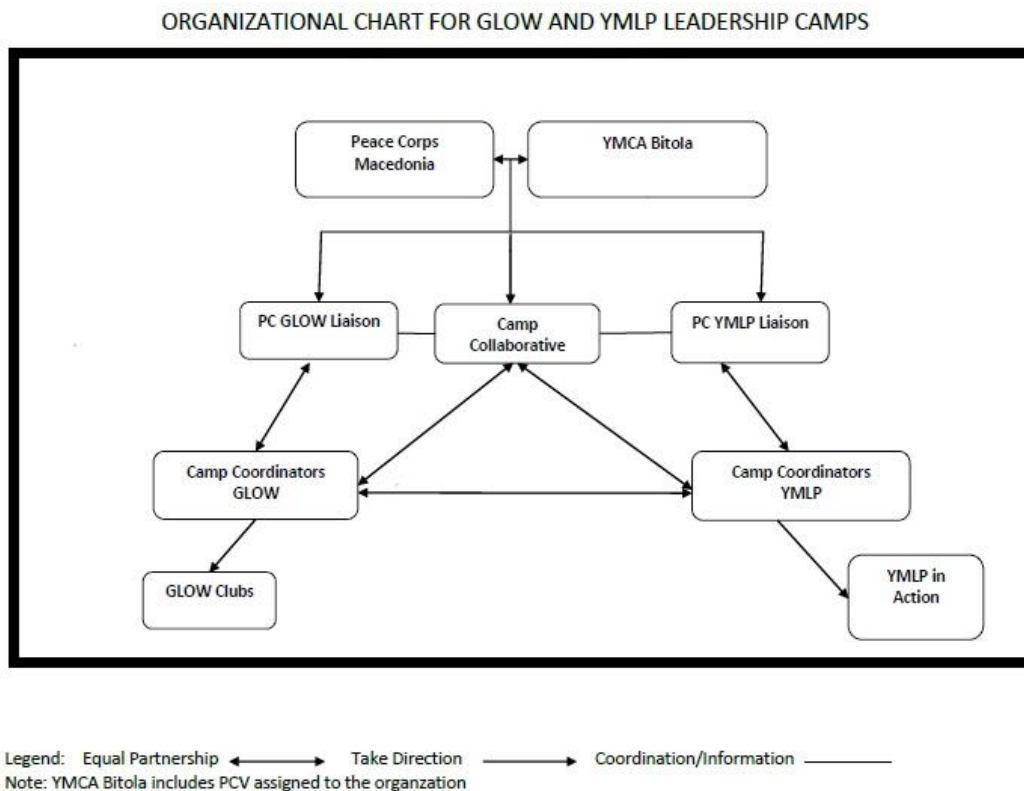 ORGANIZATIONAL CHART FOR GLOW AND YMLP LEADERSHIP CAMPS
Peace Corps
Macedonia
YMCA Bitola
PC GLOW Liaison
Camp
Collaborative
PC YMLP Liaison
Camp Coordinators
GLOW
Camp Coordinators
YMLP
GLOW Clubs
YMLP in
Action
Legend: Equal Partnership Take Direction Coordination/Information
Note: YMCA Bitola includes PCV assigned to the organzation